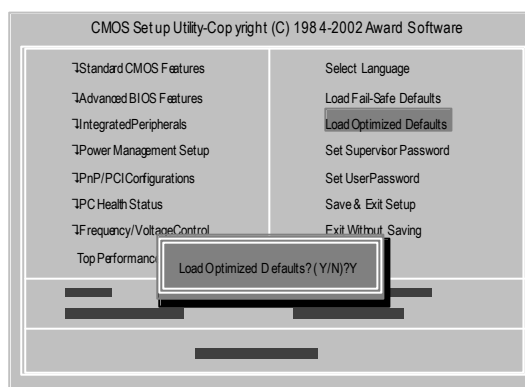 CMOS Setup Utility-Copyright (C) 1984-2002 Award Software
Standard CMOS Features
Advanced BIOS Features
Integrated Peripherals
Power Management Setup
PnP/PCI Configurations
PC Health Status
Frequency/Voltage Control
Top Performance
Select Language
Load Fail-Safe Defaults
Load Optimized Defaults
Set Supervisor Password
Set User Password
Save & Exit Setup
Exit Without Saving
Load Optimized Defaults? (Y/N)?Y